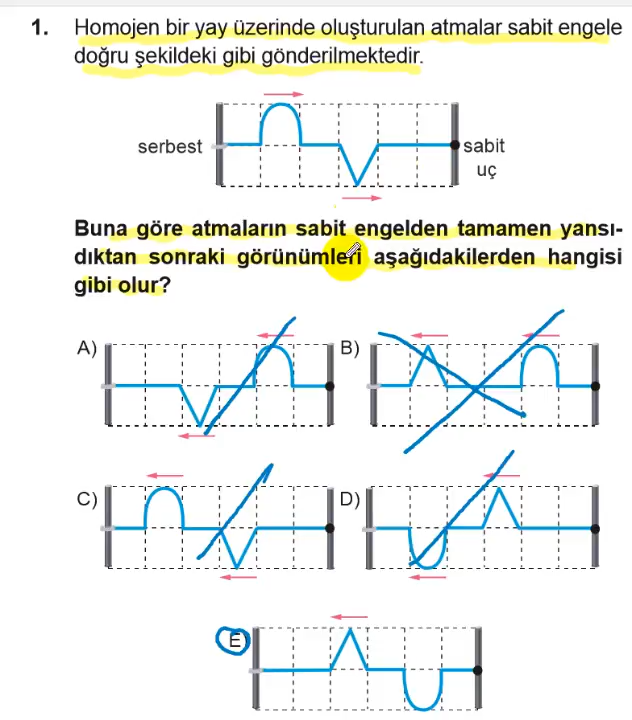 1. Homojen bir yay üzerinde oluşturulan atmalar sabit engele
doğru şekildeki gibi gönderilmektedir.
serbest
sabit
uç
Buna göre atmaların sabit engelden tamamen yansı-
dıktan sonraki görünümleri aşağıdakilerden hangisi
gibi olur?
A)
B)
C)
D)
E)